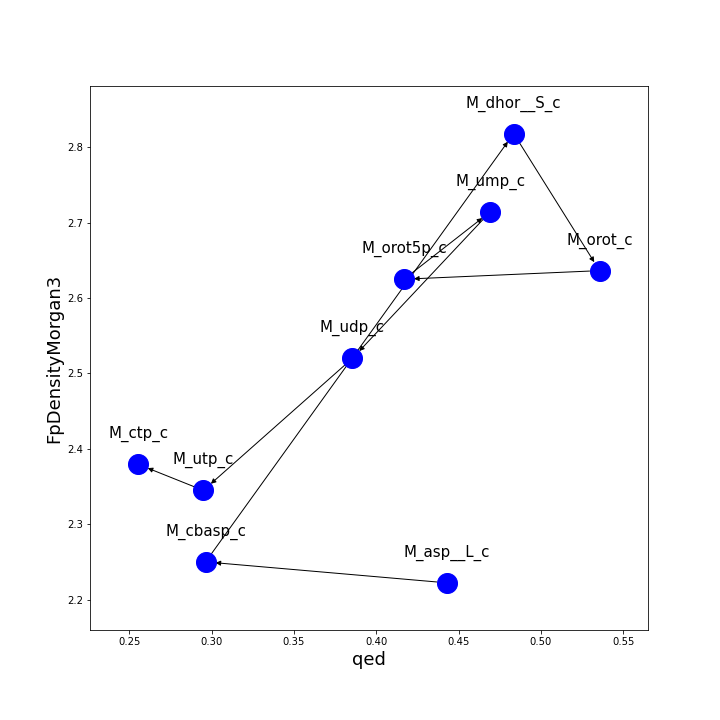 M_dhor__S_c
M_ump_c
M_orot_c
M_orot5p_c
M_udp_c
M_ctp_c
M_utp_c
M_cbasp_c
M_asp__L_c
FpDensityMorgan3
2.8
2.7
2.6
2.5
2.4
2.3
2.2
0.25 0.30 0.35 0.40 0.45 0.50 0.55
qed